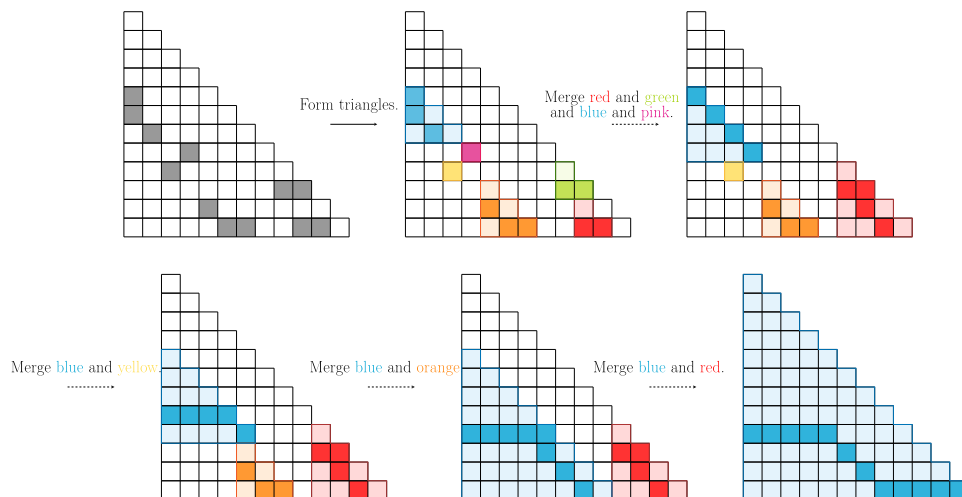 Form triangles.
Merge red and green
and blue and pink.
Merge blue and yellow.
Merge blue and orange
Merge blue and red.